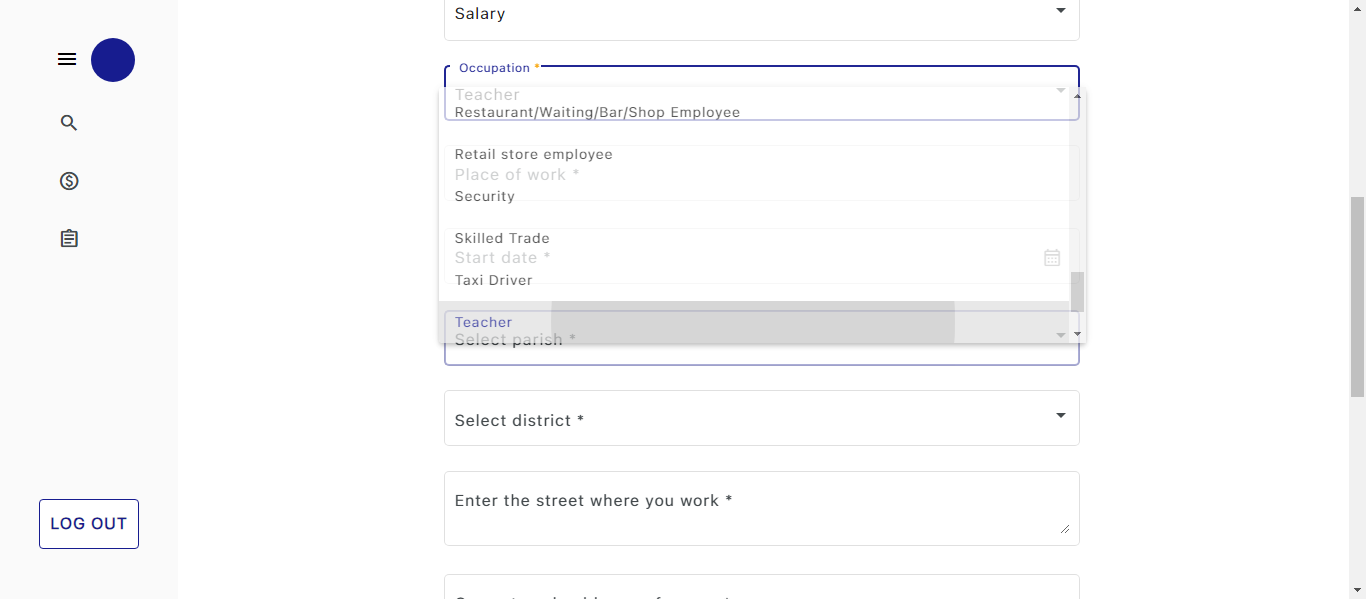 Salary
Occupation *
Teacher
Restaurant/Waiting/Bar/Shop Employee
Retail store employee
Place of work *
Security
Skilled Trade
Start date *
Taxi Driver
Teacher
Select parish *
Select district *
Enter the street where you work *
LOG OUT